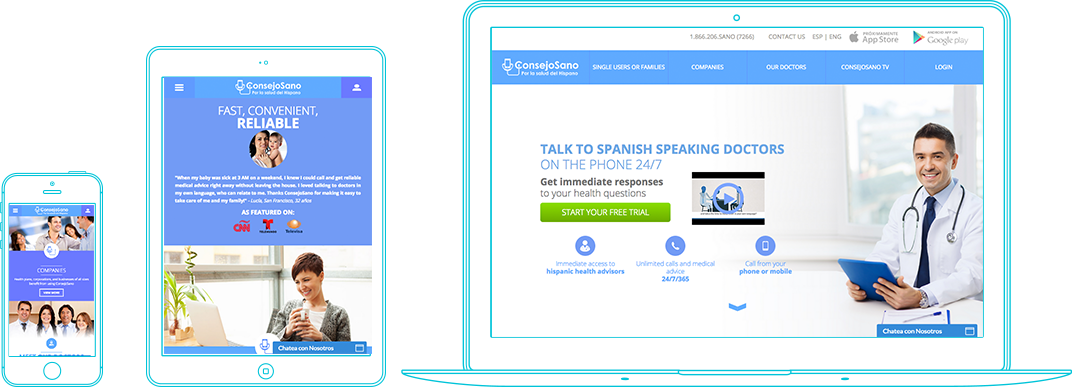 ConsejoSano
COMPANIES
VIEW MORE
ConsejoSano
Por la salud del Hispano
FAST, CONVENIENT,
RELIABLE
"When my baby was sick at 3 AM on a weekend, I knew I could call and get reliable
medical advice right away without leaving the house. I loved talking to doctors in
my own language, who can relate to me. Thanks ConsejoSano for making it easy to
take care of me and my family!" - Lucía, San Francisco, 32 años
AS FEATURED ON:
CNN
TELEMUNDO
Televisa
Chatea con Nosotros
1.866.206.SANO (7266) CONTACT US ESP | ENG PRÓXIMAMENTE
App Store
ANDROID APP ON
Google play
ConsejoSano
Por la salud del Hispano
SINGLE USERS OR FAMILIES COMPANIES OUR DOCTORS CONSEJOSANO TV LOGIN
TALK TO SPANISH SPEAKING DOCTORS
ON THE PHONE 24/7
Get immediate responses
to your health questions
START YOUR FREE TRIAL
Immediate access to
hispanic health advisors
Unlimited calls and medical
advice
24/7/365
Call from your
phone or mobile
Chatea con Nosotros